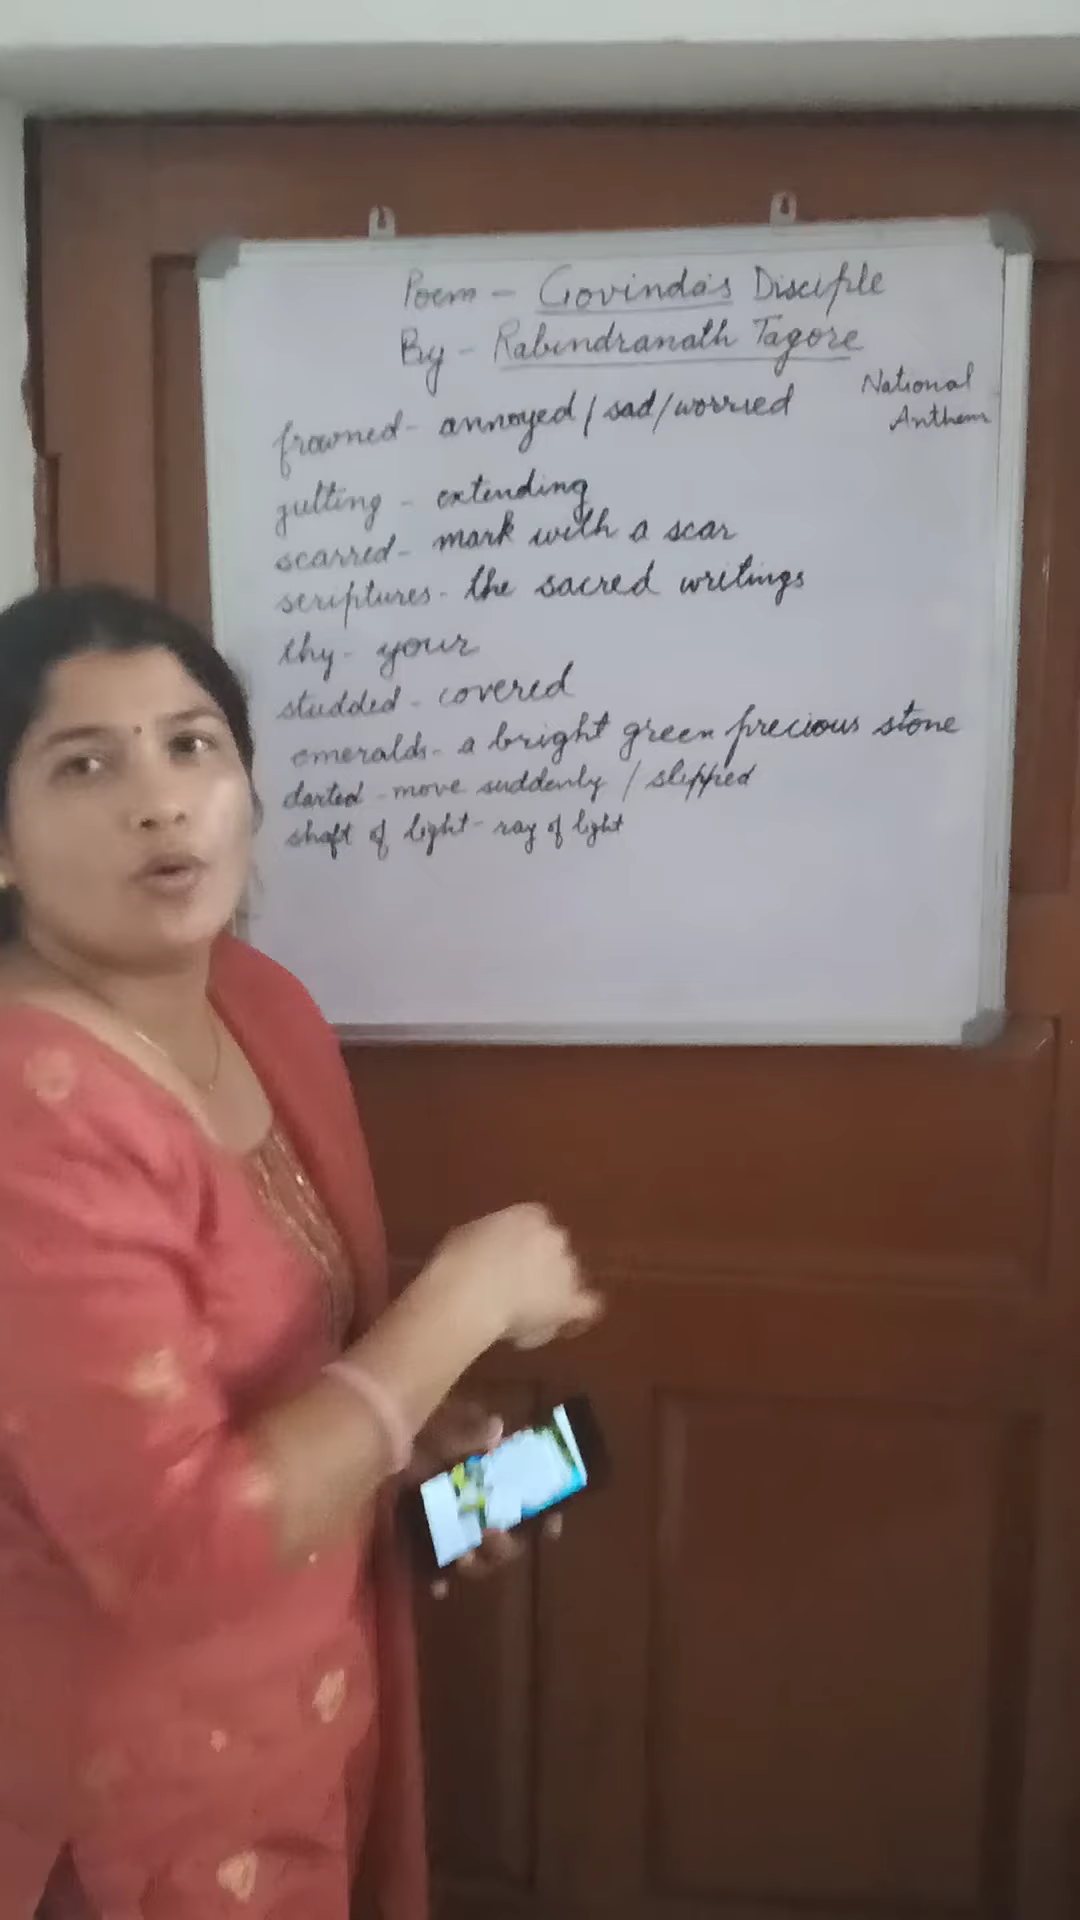 Poem - Govinda's Disciple
By - Rabindranath Tagore
National
Anthem
frowned - annoyed / sad / worried
jutting - extending
scarred - mark with a scar
scriptures - the sacred writings
thy - your
studded - covered
emeralds - a bright green precious stone
darted - move suddenly / slipped
shaft of light - ray of light